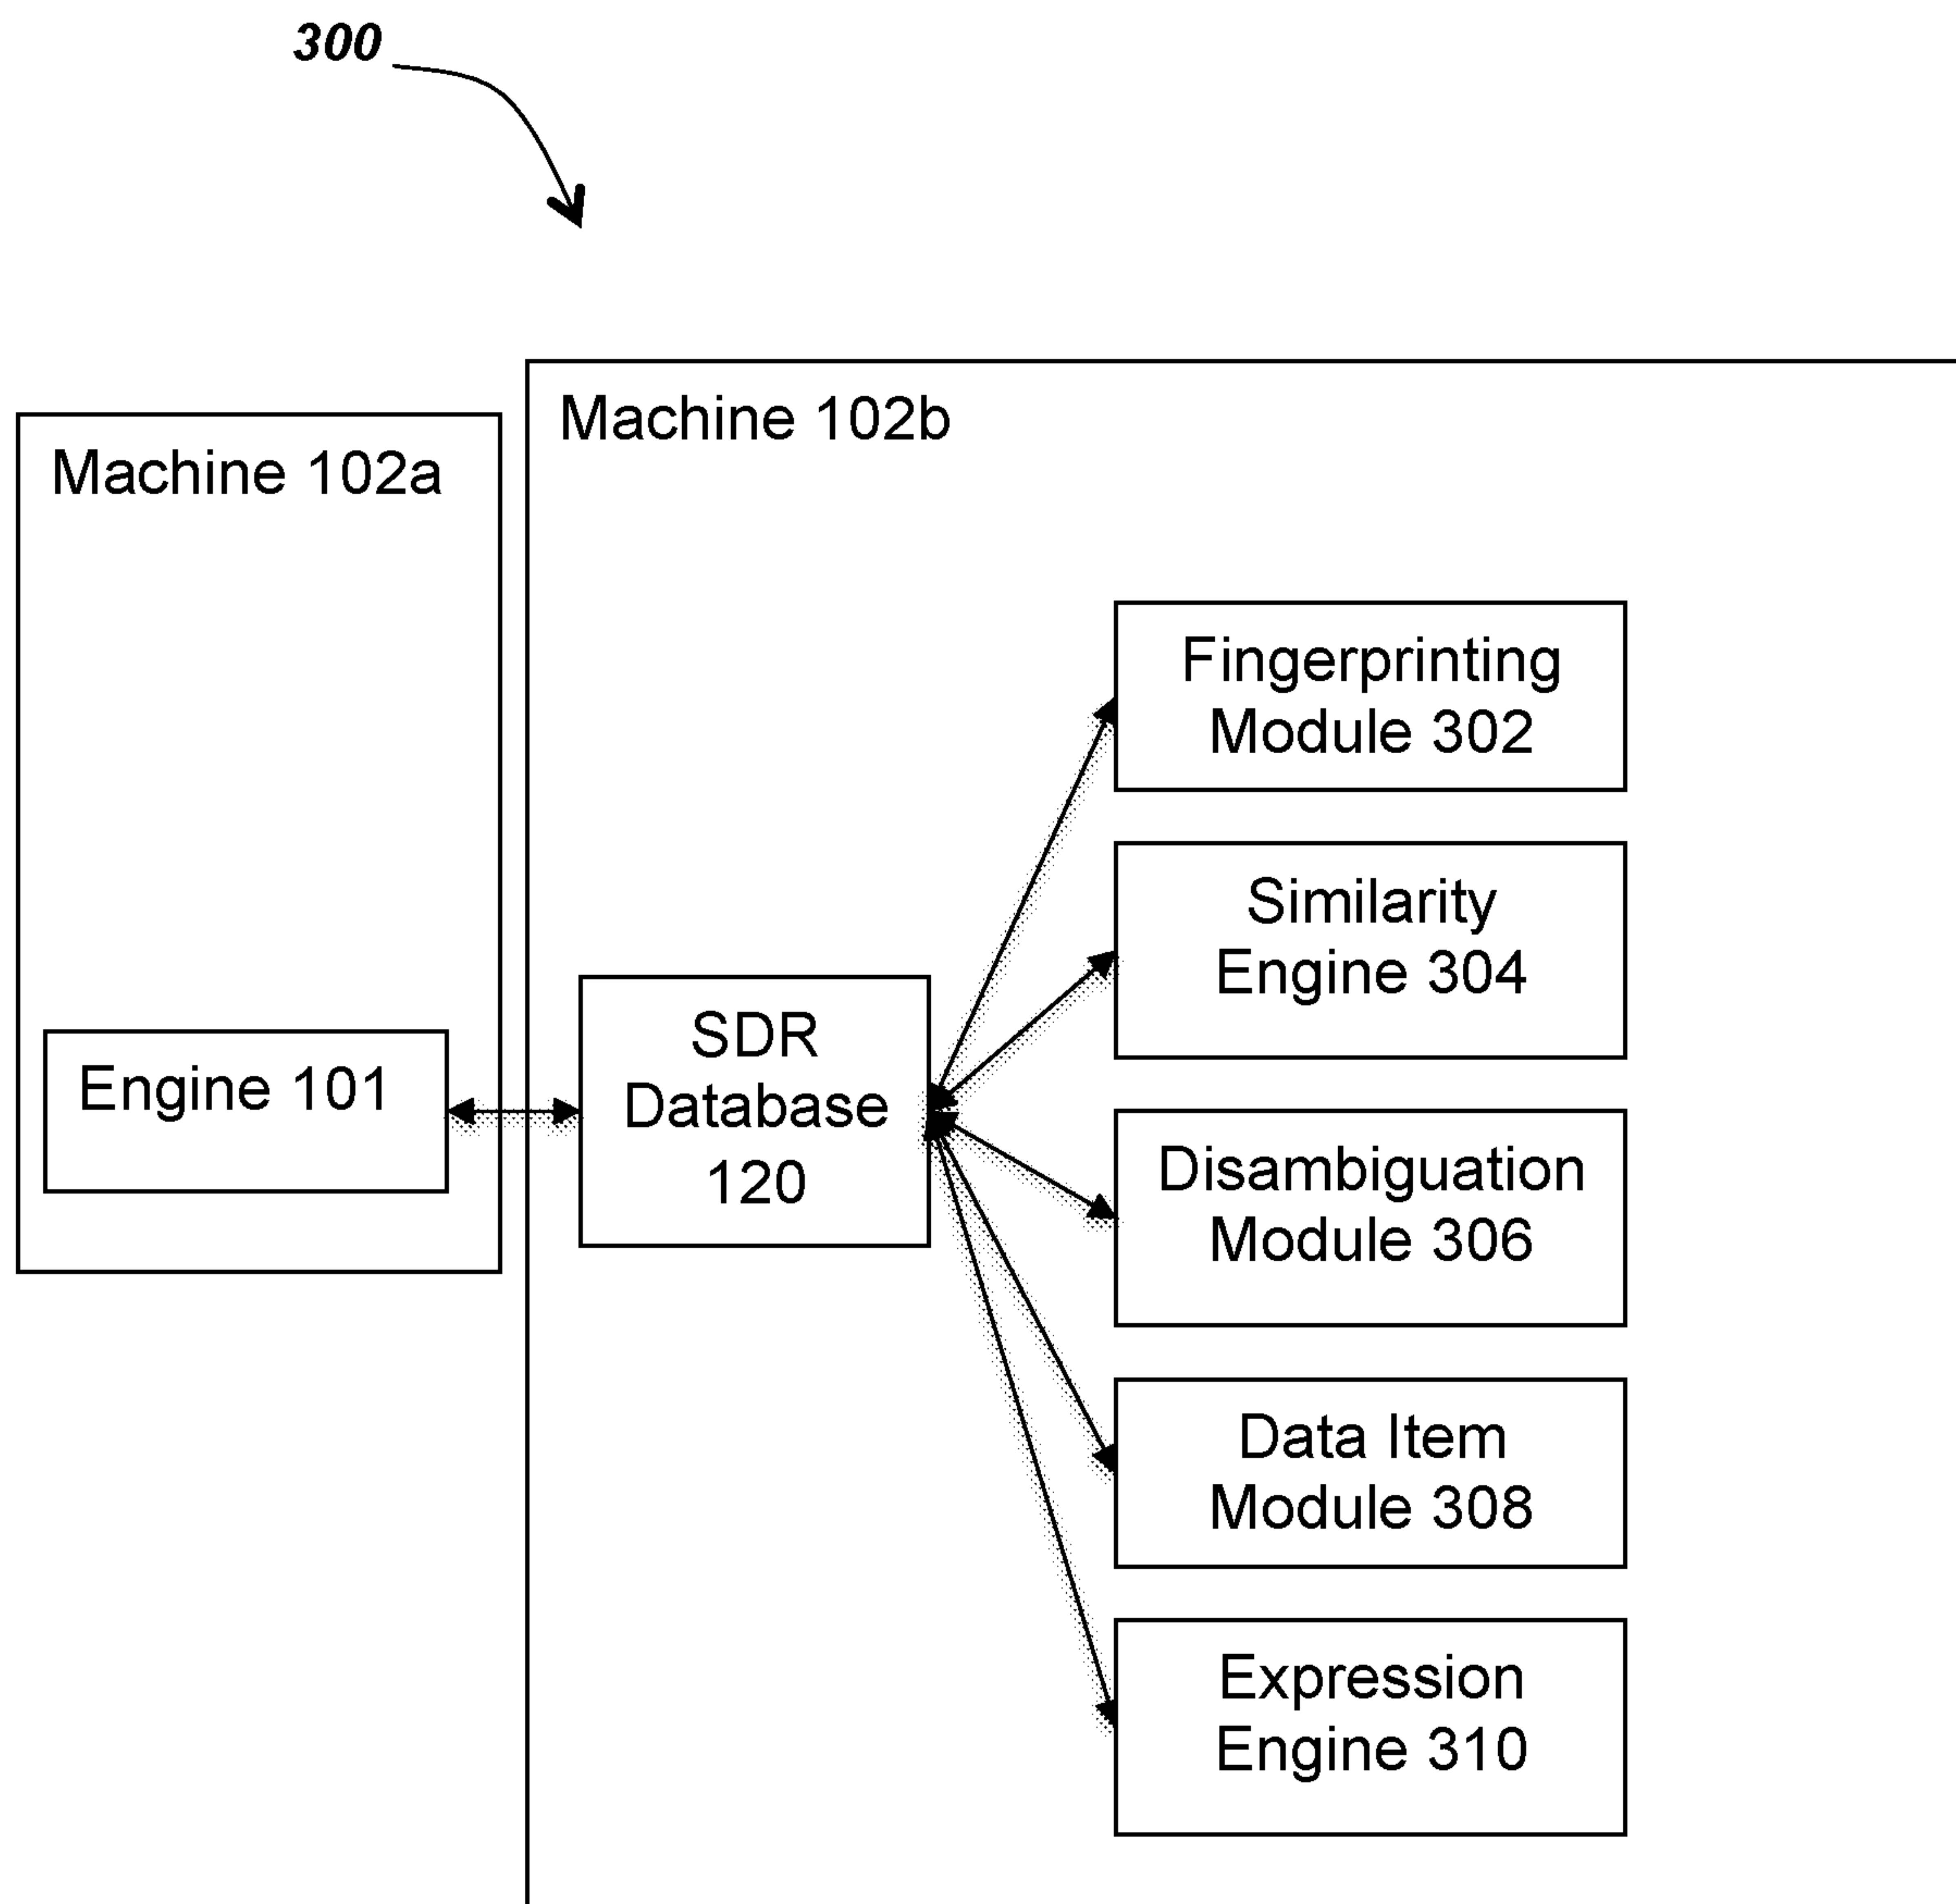 300
Machine 102a
Machine 102b
Engine 101
SDR
Database
120
Fingerprinting
Module 302
Similarity
Engine 304
Disambiguation
Module 306
Data Item
Module 308
Expression
Engine 310